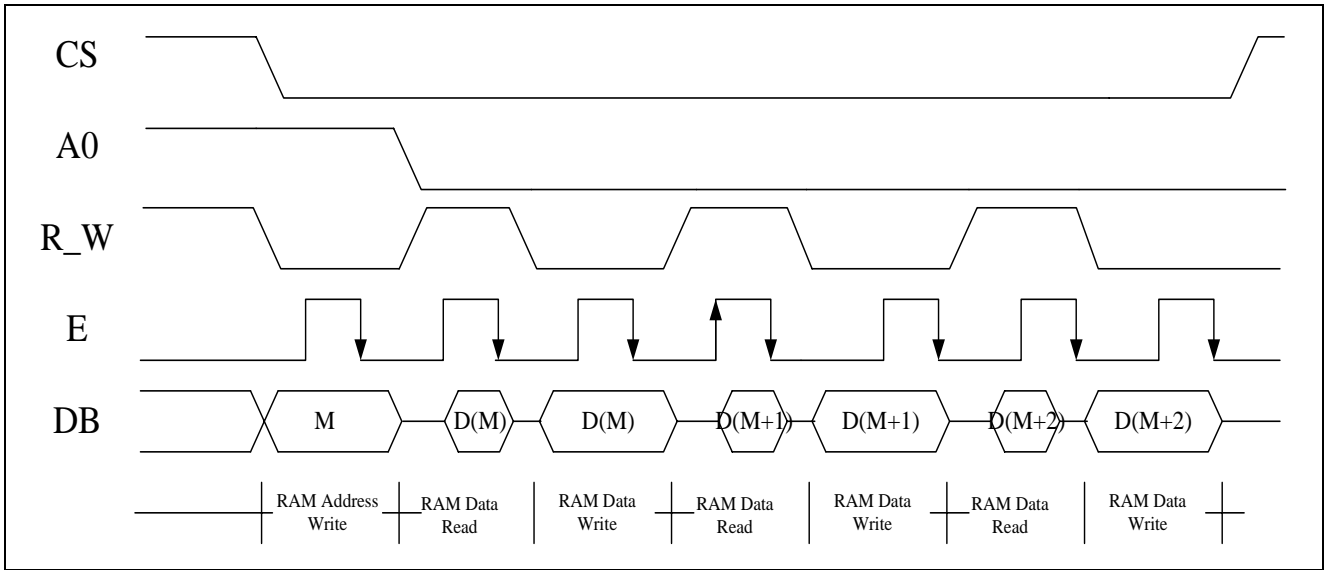 CS
A0
R_W
E
DB
M
D(M)
D(M)
D(M+1)
D(M+1)
D(M+2)
D(M+2)
RAM Address
Write
RAM Data
Read
RAM Data
Write
RAM Data
Read
RAM Data
Write
RAM Data
Read
RAM Data
Write